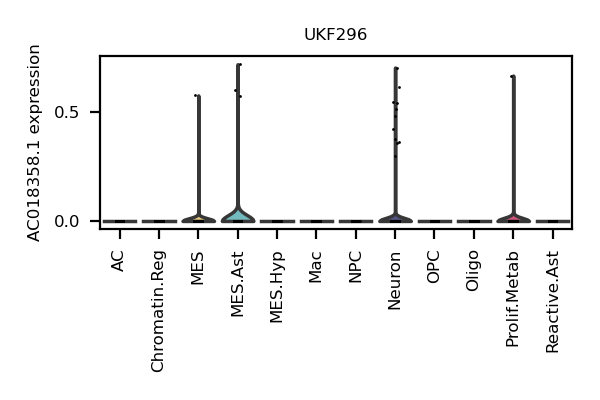 UKF296
AC018358.1 expression
0.5
0.0
AC
Chromatin.Reg
MES
MES.Ast
MES.Hyp
Mac
NPC
Neuron
OPC
Oligo
Prolif.Metab
Reactive.Ast